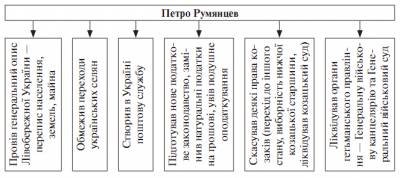 Петро Румянцев
Провів генеральний опис
Лівобережної України —
перепис населення,
земель, майна
Обмежив переходи
українських селян
Створив в Україні
поштову службу
Підготував нове податко-
ве законодавство, замі-
нив натуральні податки
на грошові, увів подушне
оподаткування
Скасував деякі права ко-
заків (перехід до іншого
стану, виборність нижчої
козацької старшини,
ліквідував козацький суд)
Ліквідував органи
гетьманського правлін-
ня — Генеральну військо-
ву канцелярію та Гене-
ральний військовий суд